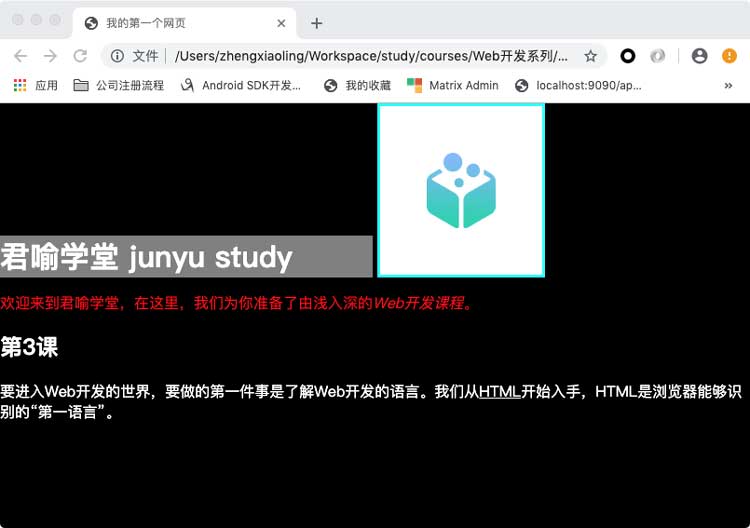 我的第一个网页
文件 /Users/zhengxiaoling/Workspace/study/courses/Web开发系列/...
应用 公司注册流程 Android SDK开发... 我的收藏 Matrix Admin localhost:9090/ap...
君喻学堂 junyu study
欢迎来到君喻学堂，在这里，我们为你准备了由浅入深的Web开发课程。
第3课
要进入Web开发的世界，要做的第一件事是了解Web开发的语言。我们从HTML开始入手，HTML是浏览器能够识
别的“第一语言”。